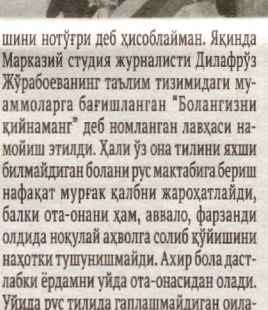 шини нотўғри деб ҳисоблайман. Яқинда
Марказий студия журналисти Дилафрўз
Жўрабоеванинг таълим тизимидаги му-
аммоларга бағишланган “Болангизни
қийнаманг” деб номланган лавҳаси на-
мойиш этилди. Ҳали ўз она тилини яхши
билмайдиган болани рус мактабига бериш
нафақат мурғак қалбни жароҳатлайди,
балки ота-онани ҳам, аввало, фарзанди
олдида ноқулай аҳволга солиб қўйишини
наҳотки тушунишмайди. Ахир бола даст-
лабки ёрдамни уйда ота-онасидан олади.
Уйида рус тилида гаплашмайдиган оила-